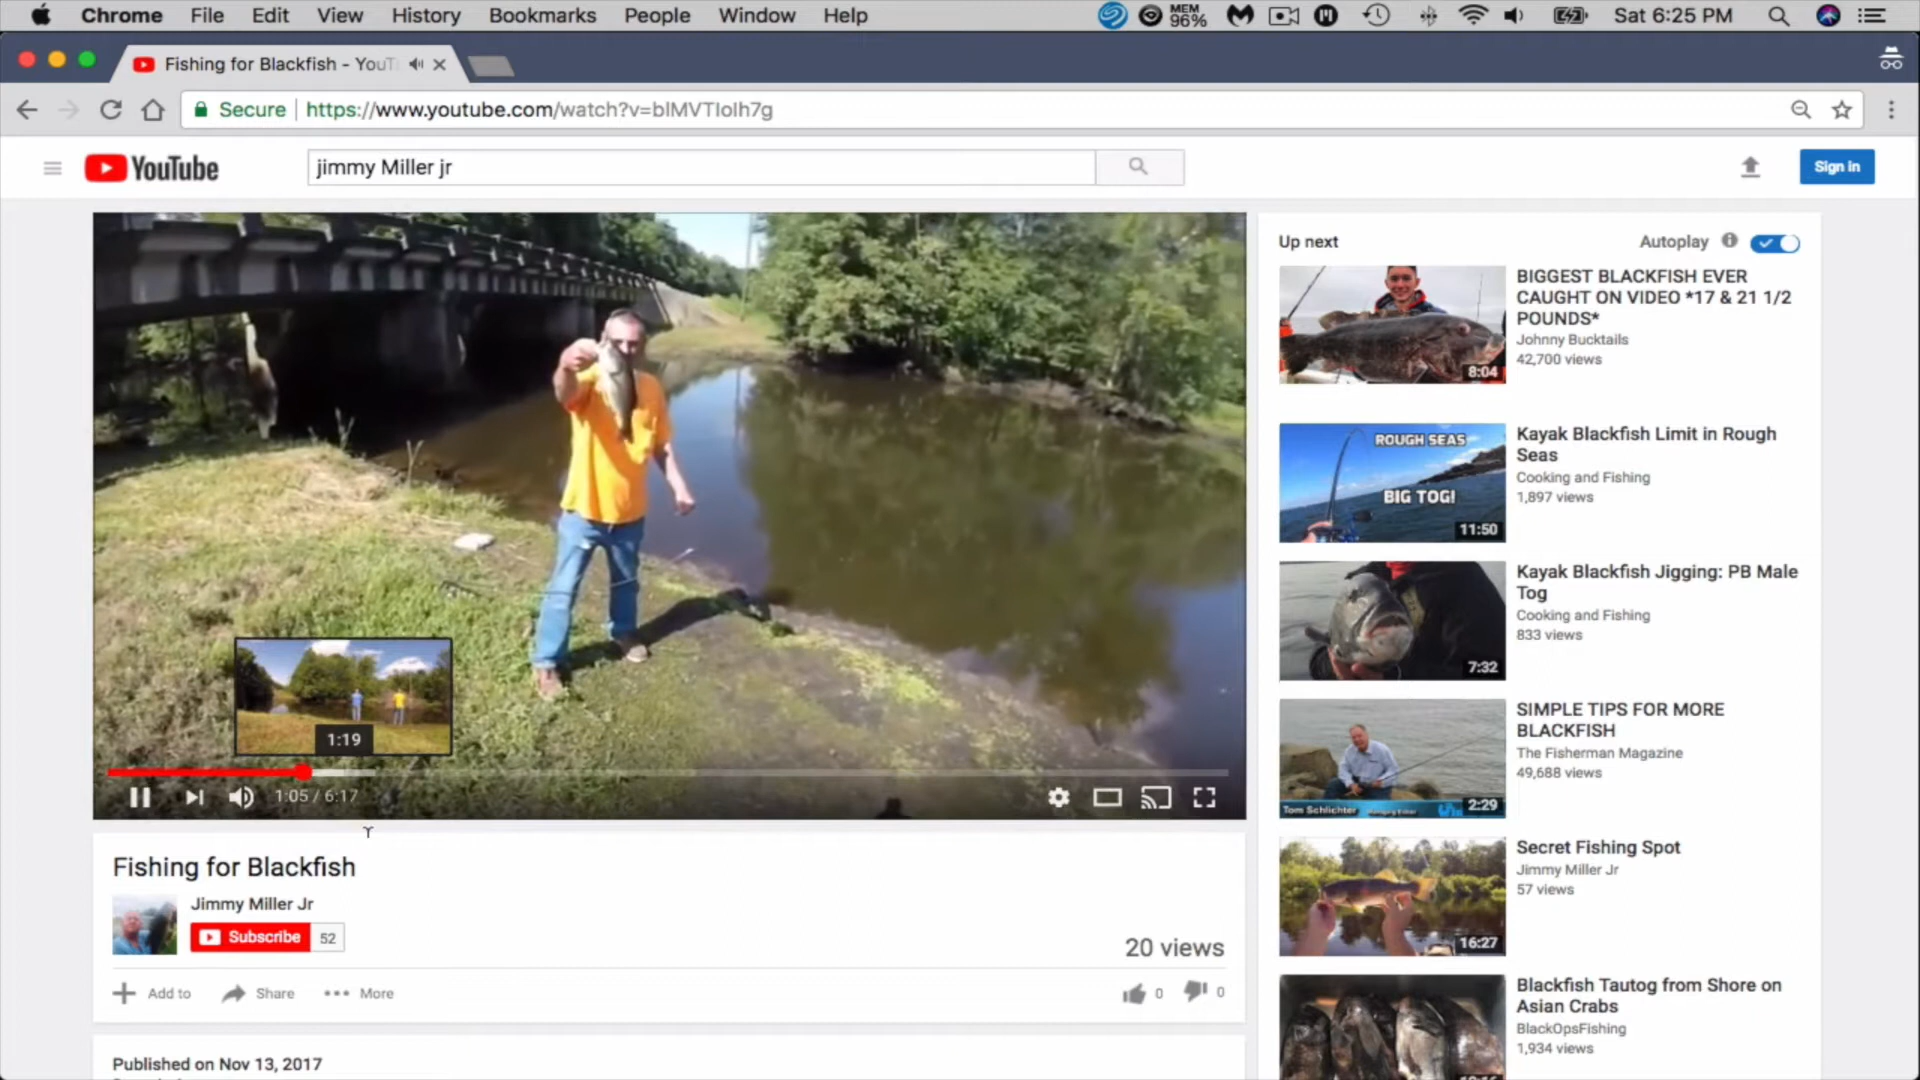 Chrome File Edit View History Bookmarks People Window Help MEM 96% Sat 6:25 PM
Fishing for Blackfish - YouT
Secure https://www.youtube.com/watch?v=blMVTIoIh7g
YouTube jimmy Miller jr Sign in
Up next Autoplay
BIGGEST BLACKFISH EVER
CAUGHT ON VIDEO *17 & 21 1/2
POUNDS*
Johnny Bucktails
42,700 views
8:04
ROUGH SEAS
BIG TOG!
11:50
Kayak Blackfish Limit in Rough
Seas
Cooking and Fishing
1,897 views
Kayak Blackfish Jigging: PB Male
Tog
Cooking and Fishing
833 views
7:32
SIMPLE TIPS FOR MORE
BLACKFISH
The Fisherman Magazine
49,688 views
Tom Schlichter Managing Editor
2:29
Secret Fishing Spot
Jimmy Miller Jr
57 views
16:27
Blackfish Tautog from Shore on
Asian Crabs
BlackOpsFishing
1,934 views
1:19
1:05 / 6:17
Fishing for Blackfish
Jimmy Miller Jr
Subscribe 52
20 views
Add to Share More 0 0
Published on Nov 13, 2017